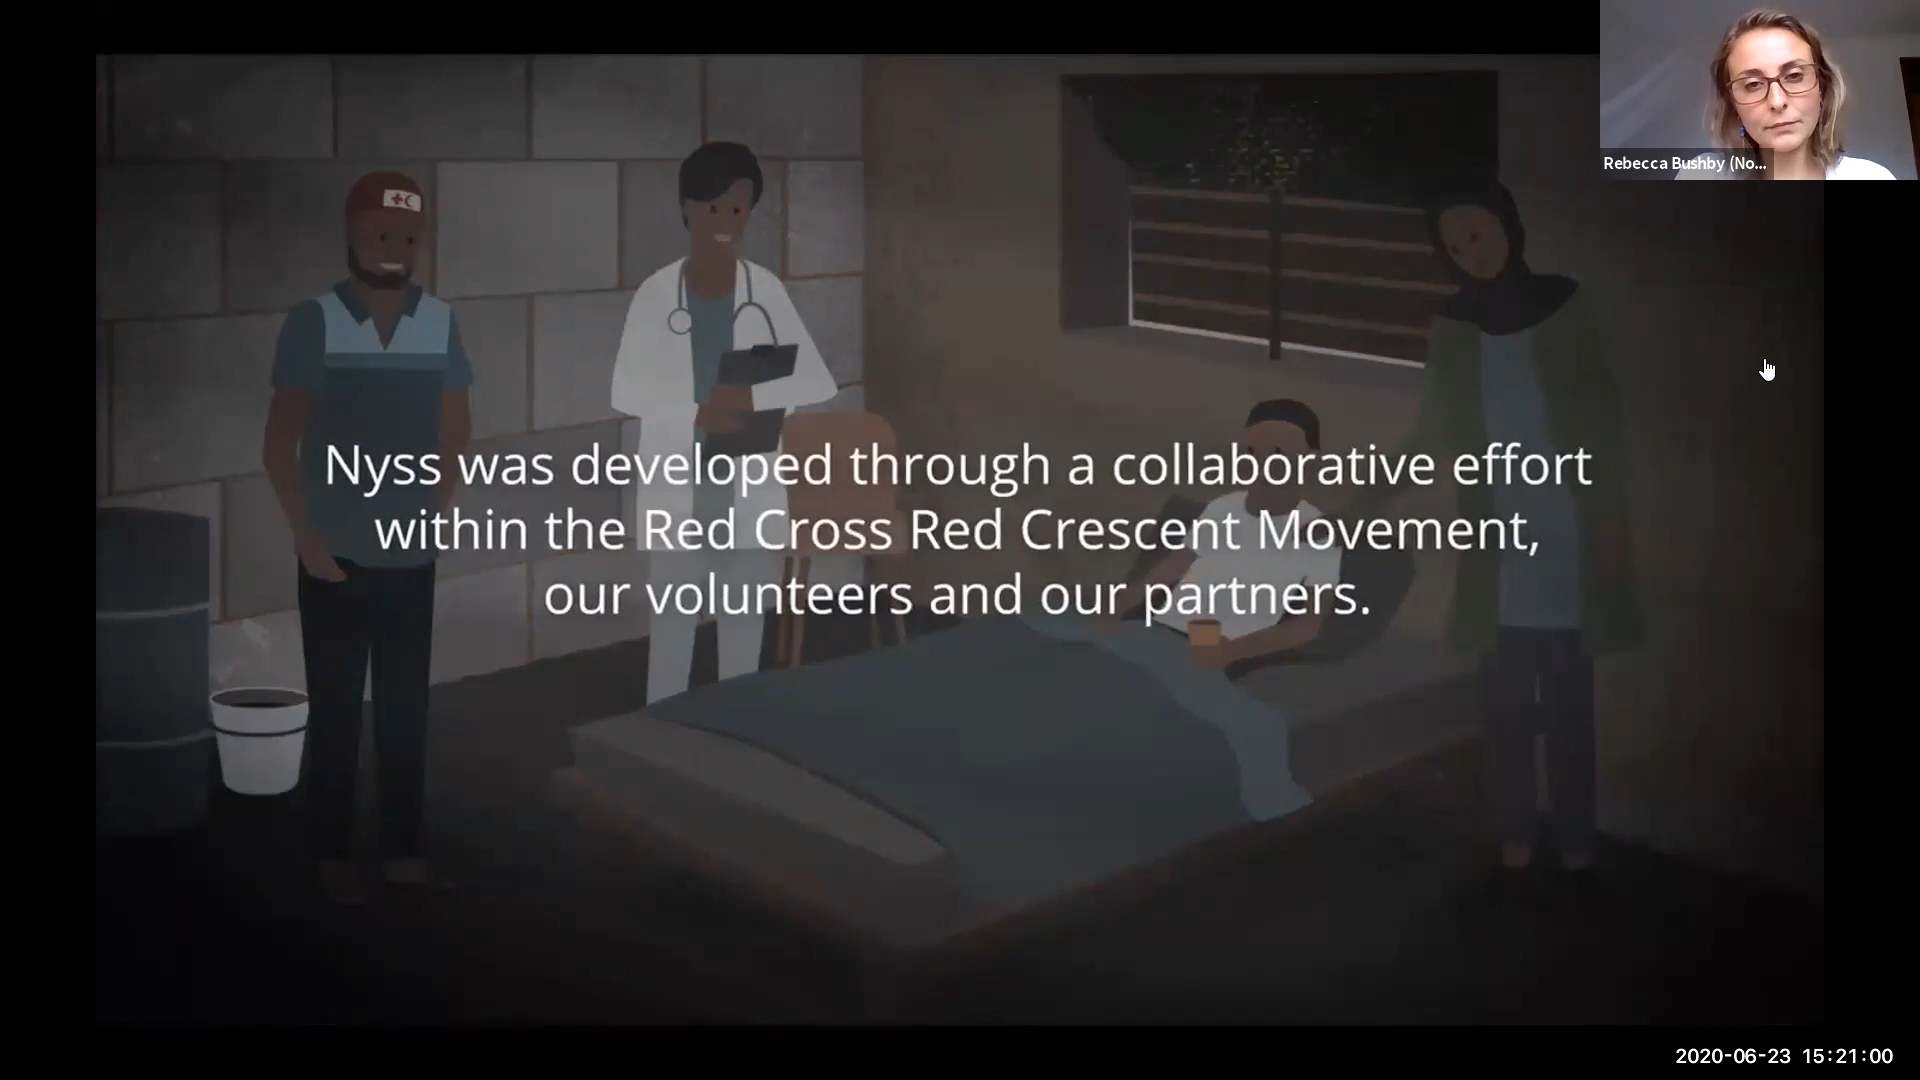 Rebecca Bushby (No...
Nyss was developed through a collaborative effort
within the Red Cross Red Crescent Movement,
our volunteers and our partners.
2020-06-23 15:21:00